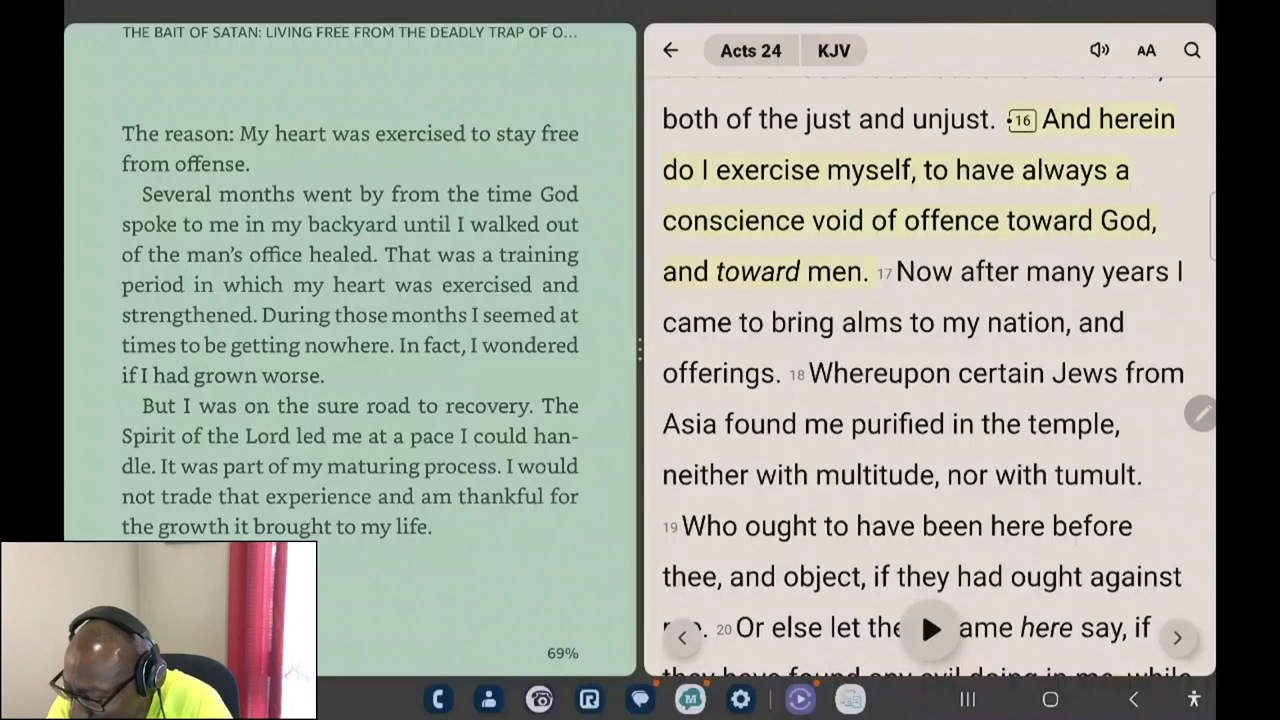 THE BAIT OF SATAN: LIVING FREE FROM THE DEADLY TRAP OF O...
The reason: My heart was exercised to stay free
from offense.
Several months went by from the time God
spoke to me in my backyard until I walked out
of the man's office healed. That was a training
period in which my heart was exercised and
strengthened. During those months I seemed at
times to be getting nowhere. In fact, I wondered
if I had grown worse.
But I was on the sure road to recovery. The
Spirit of the Lord led me at a pace I could han-
dle. It was part of my maturing process. I would
not trade that experience and am thankful for
the growth it brought to my life.
69%
Acts 24 KJV
AA
both of the just and unjust. 16 And herein
do I exercise myself, to have always a
conscience void of offence toward God,
and toward men. 17 Now after many years I
came to bring alms to my nation, and
offerings. 18 Whereupon certain Jews from
Asia found me purified in the temple,
neither with multitude, nor with tumult.
19 Who ought to have been here before
thee, and object, if they had ought against
20 Or else let here say, if
they have found any evil doing in me, while